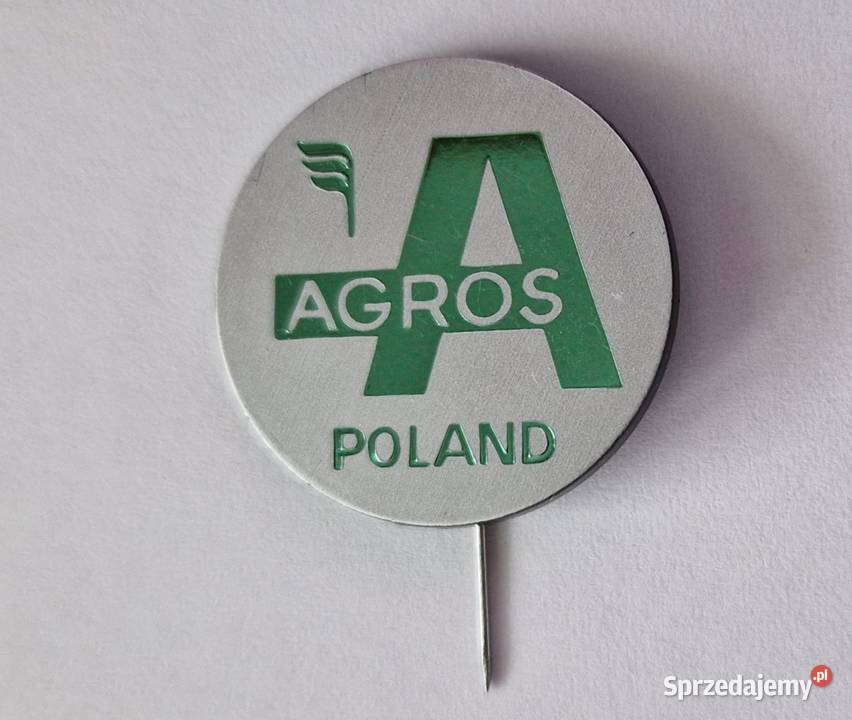 A
AGROS
POLAND
Sprzedajemy.pl